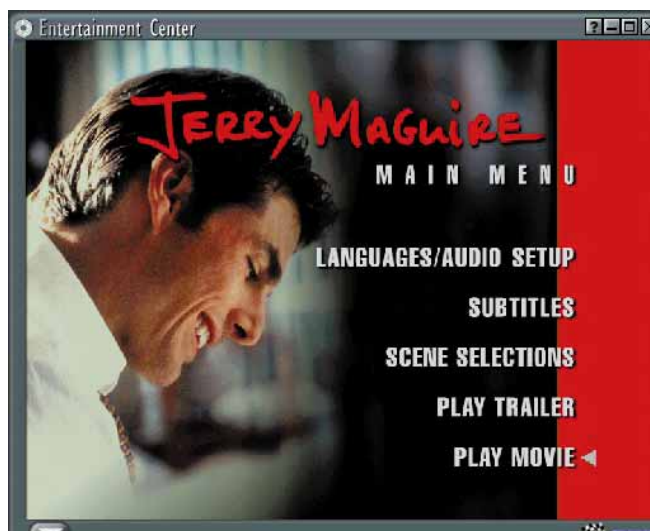 Entertainment Center
JERRY MAGUIRE
MAIN MENU
LANGUAGES/AUDIO SETUP
SUBTITLES
SCENE SELECTIONS
PLAY TRAILER
PLAY MOVIE